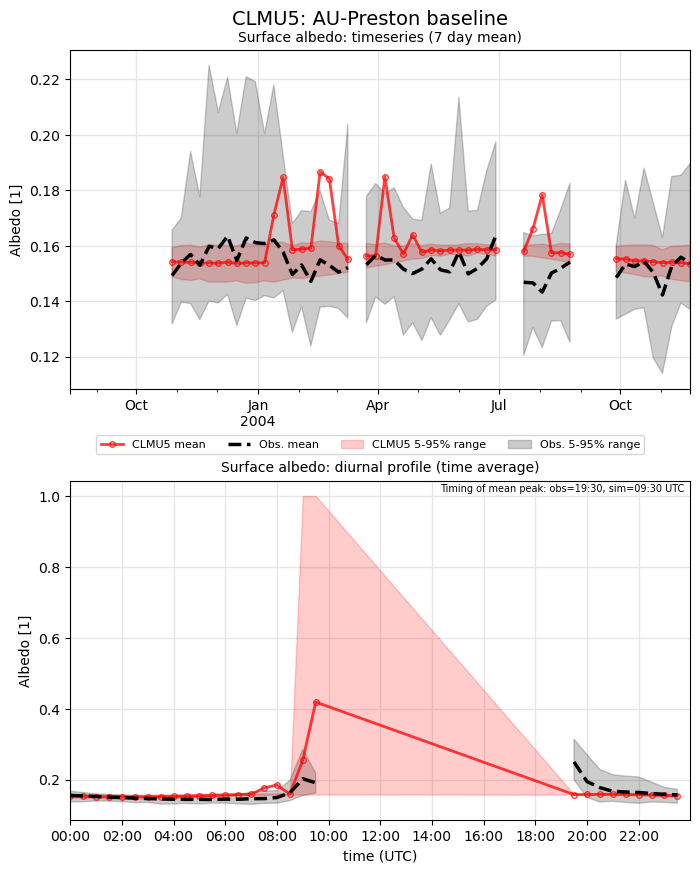 CLMU5: AU-Preston baseline
Surface albedo: timeseries (7 day mean)
0.22
0.20
0.18
0.16
0.14
0.12
Albedo [1]
Oct
Jan
Apr
Jul
Oct
2004
CLMU5 mean
Obs. mean
CLMU5 5-95% range
Obs. 5-95% range
Surface albedo: diurnal profile (time average)
Timing of mean peak: obs=19:30, sim=09:30 UTC
1.0
0.8
0.6
0.4
0.2
Albedo [1]
00:00
02:00
04:00
06:00
08:00
10:00
12:00
14:00
16:00
18:00
20:00
22:00
time (UTC)